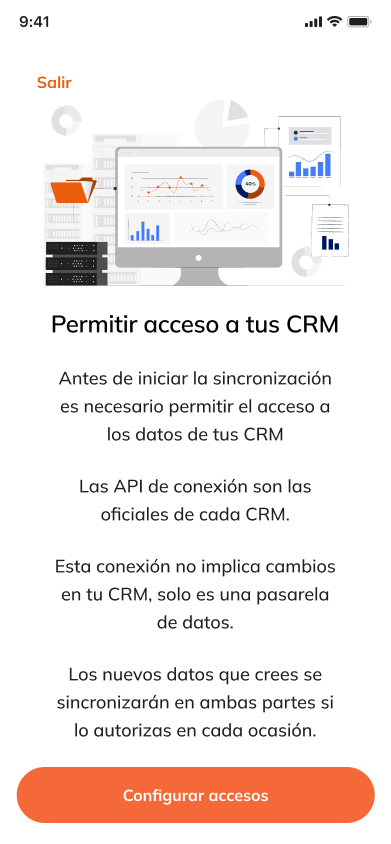 9:41
Salir
40%
Permitir acceso a tus CRM
Antes de iniciar la sincronización
es necesario permitir el acceso a
los datos de tus CRM
Las API de conexión son las
oficiales de cada CRM.
Esta conexión no implica cambios
en tu CRM, solo es una pasarela
de datos.
Los nuevos datos que crees se
sincronizarán en ambas partes si
lo autorizas en cada ocasión.
Configurar accesos